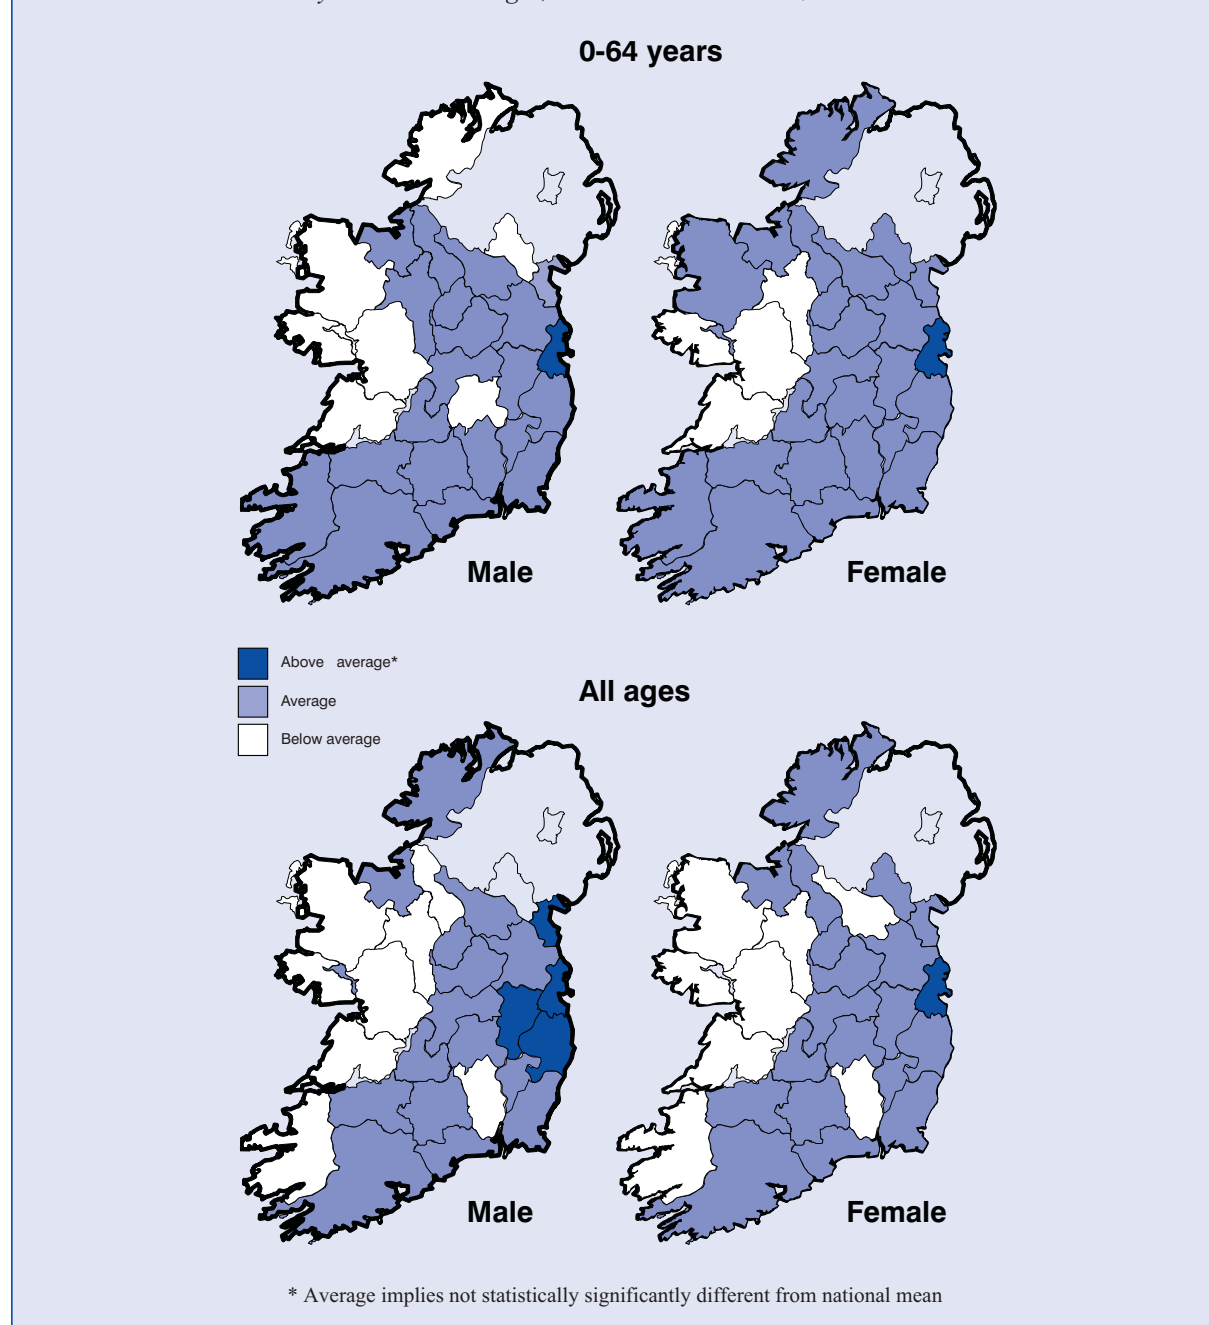 0-64 years
Male
Female
Above average*
Average
Below average
All ages
Male
Female
* Average implies not statistically significantly different from national mean